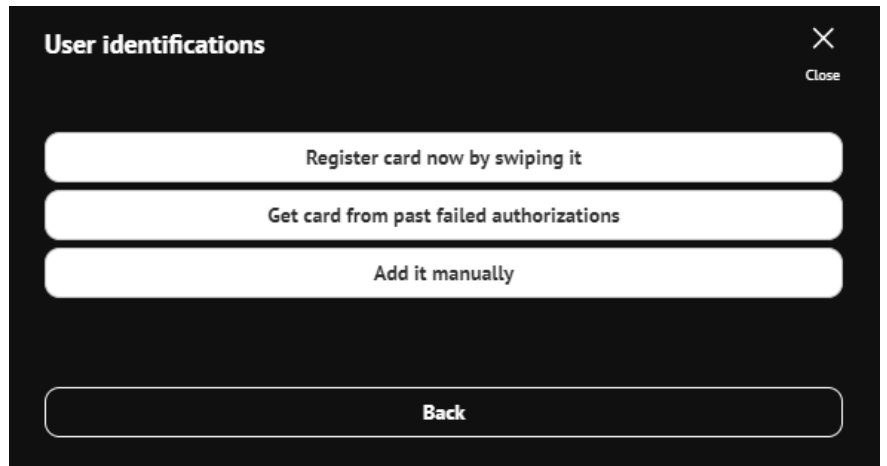 User identifications
Close
Register card now by swiping it
Get card from past failed authorizations
Add it manually
Back